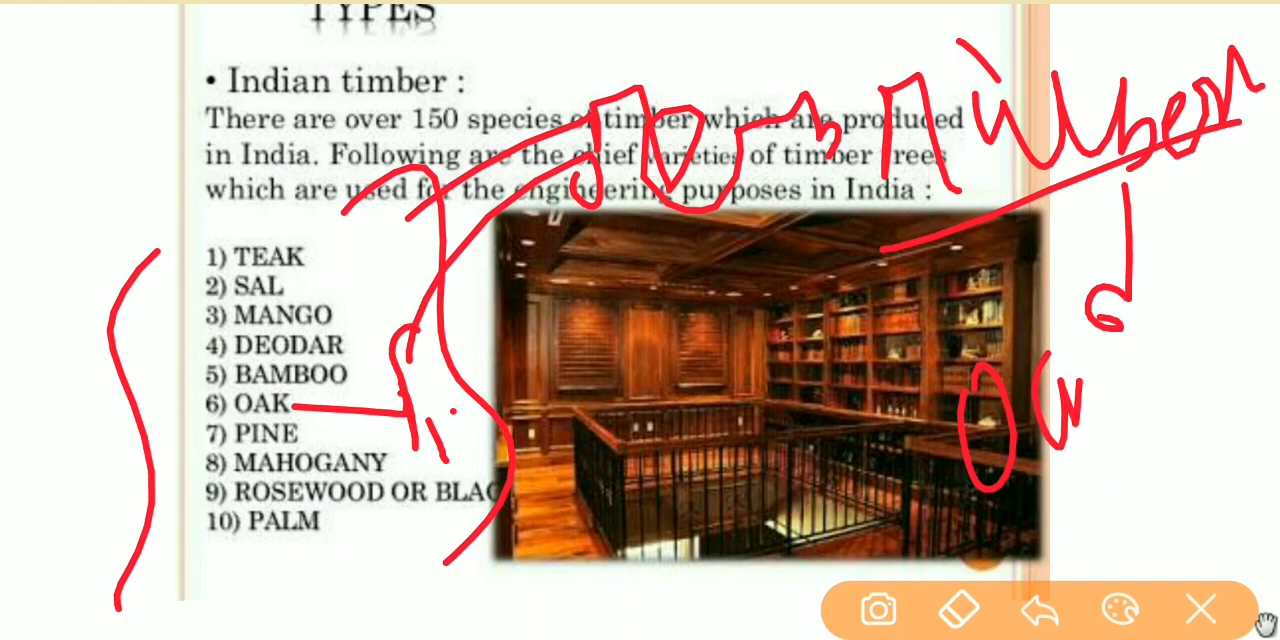 TYPES
• Indian timber :
There are over 150 species of timber which are produced
in India. Following are the chief varieties of timber trees
which are used for the engineering purposes in India :
1) TEAK
2) SAL
3) MANGO
4) DEODAR
5) BAMBOO
6) OAK
7) PINE
8) MAHOGANY
9) ROSEWOOD OR BLAC
10) PALM